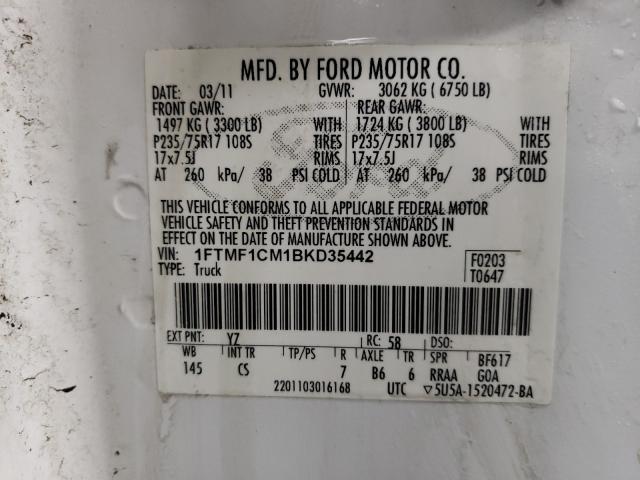 MFD. BY FORD MOTOR CO.
DATE: 03/11 GVWR: 3062 KG ( 6750 LB)
FRONT GAWR: REAR GAWR:
1497 KG ( 3300 LB) WITH 1724 KG ( 3800 LB) WITH
P235/75R17 108S TIRES P235/75R17 108S TIRES
17x7.5J RIMS 17x7.5J RIMS
AT 260 kPa/ 38 PSI COLD AT 260 kPa/ 38 PSI COLD
THIS VEHICLE CONFORMS TO ALL APPLICABLE FEDERAL MOTOR
VEHICLE SAFETY AND THEFT PREVENTION STANDARDS IN
EFFECT ON THE DATE OF MANUFACTURE SHOWN ABOVE.
VIN: 1FTMF1CM1BKD35442 F0203
TYPE: Truck T0647
EXT PNT: YZ RC: 58 DSO:
WB INT TR TP/PS R AXLE TR SPR BF617
145 CS 7 B6 6 RRAA GOA
2201103016168 UTC ▽5U5A-1520472-BA